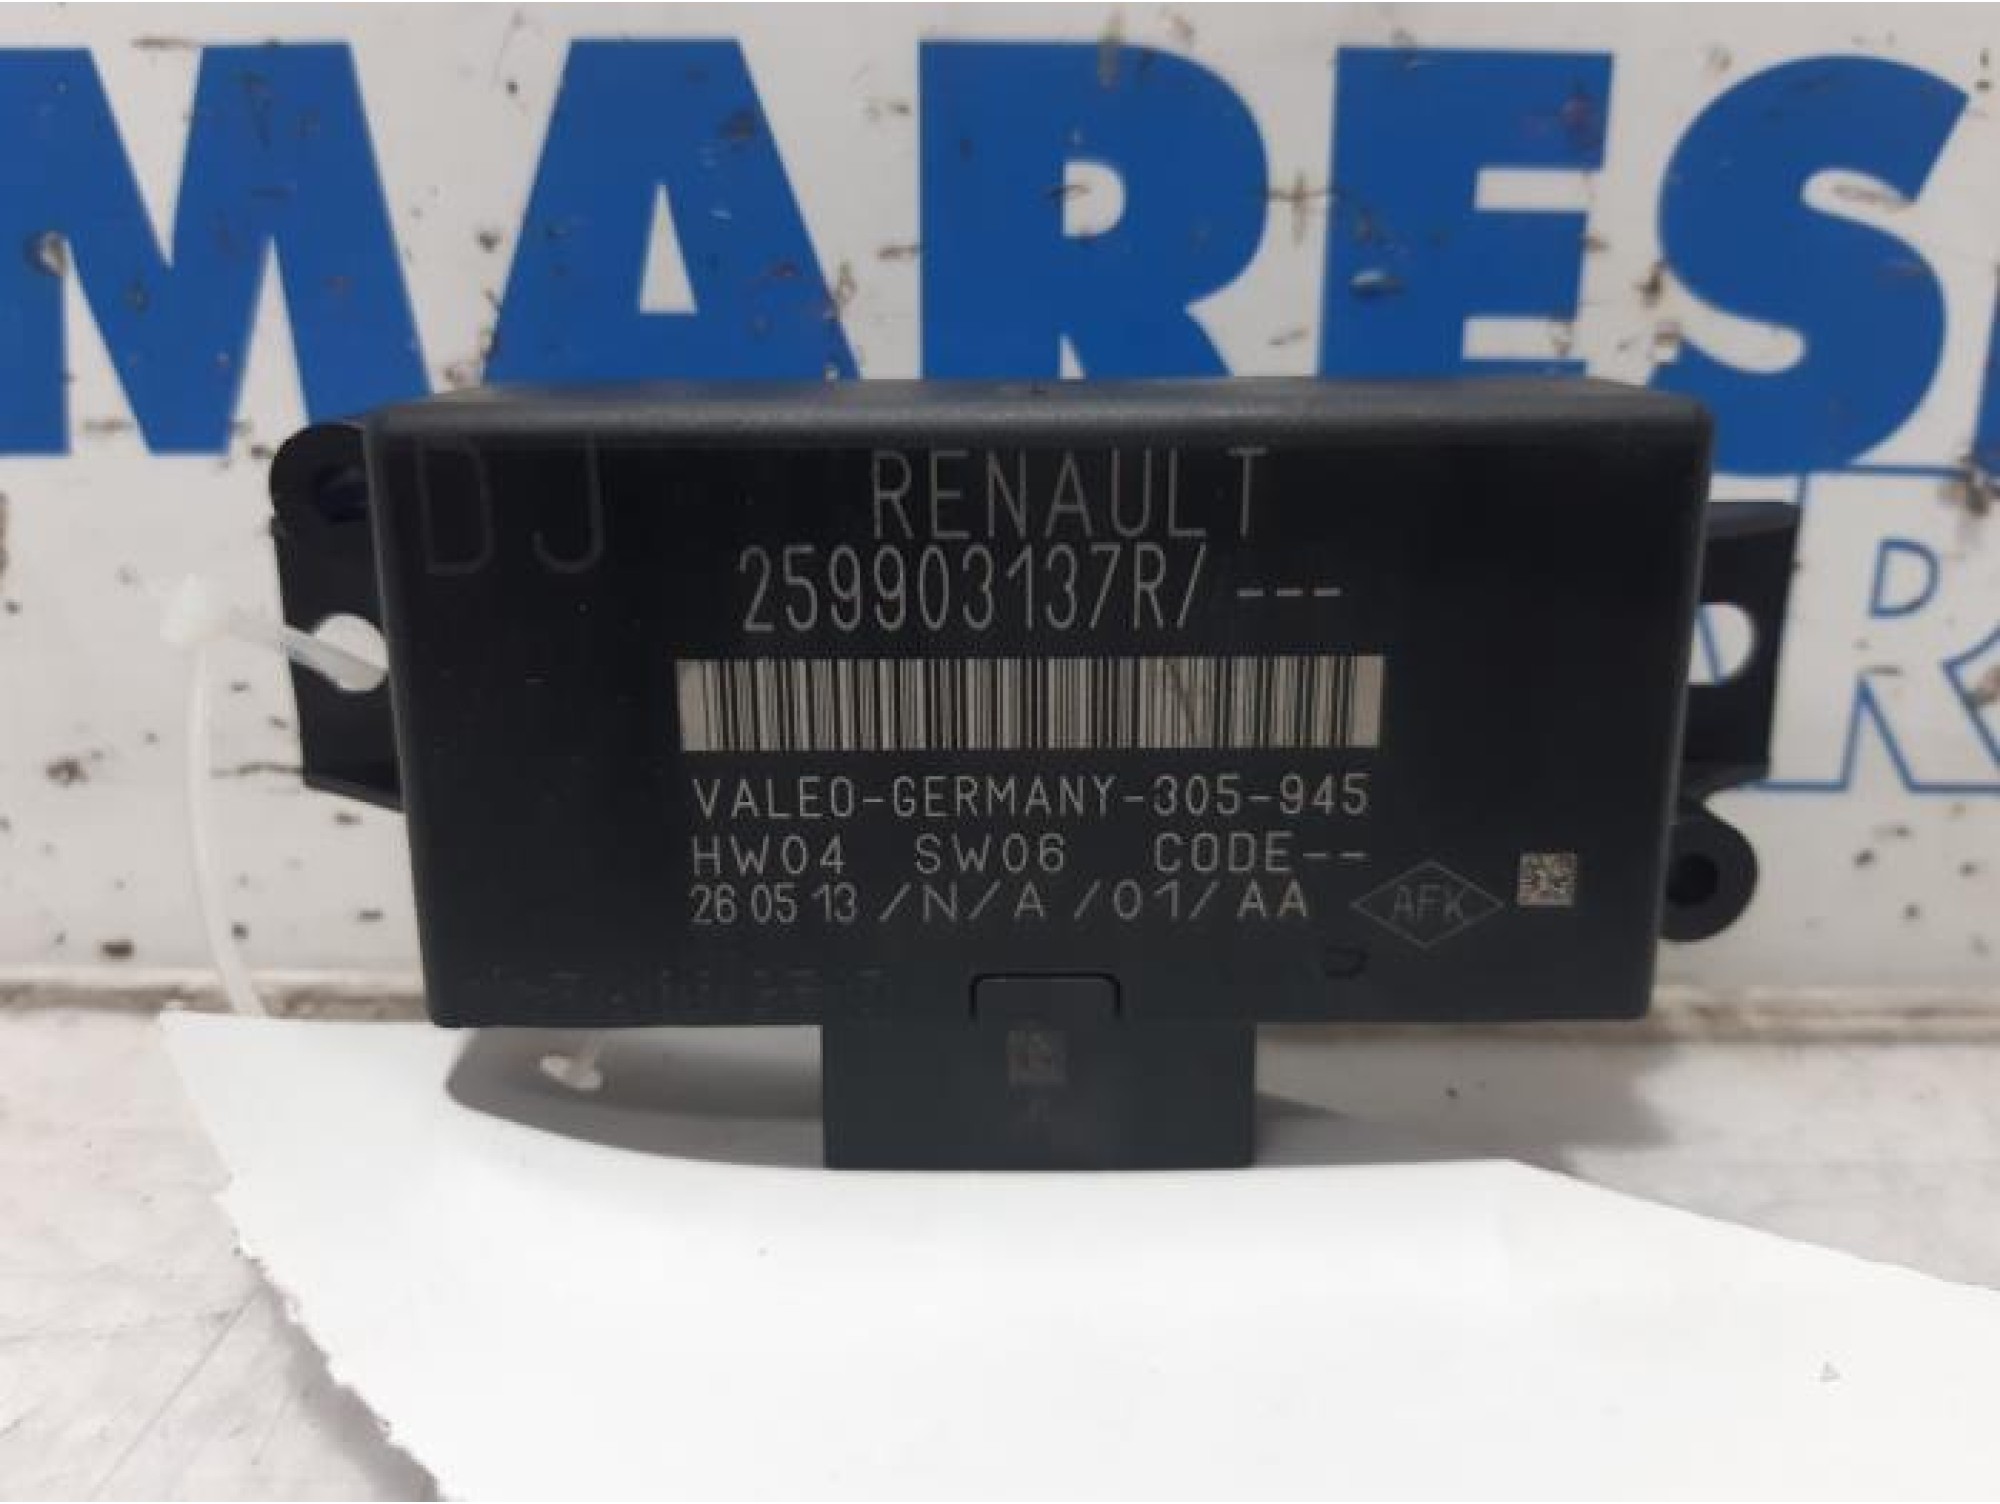 MARES
R
DJ
RENAULT
259903137R/ ---
VALEO-GERMANY-305-945
HW04 SW06 CODE--
26 05 13 /N/A /01/AA
AFK